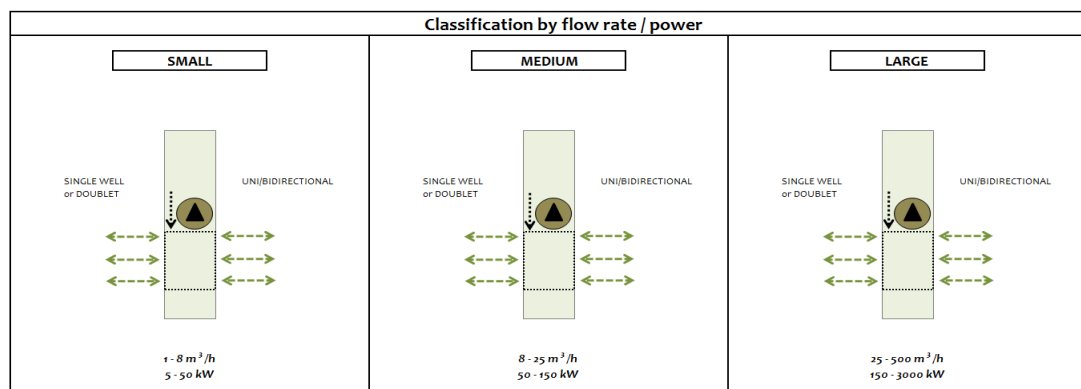 Classification by flow rate / power
SMALL
SINGLE WELL
or DOUBLET
UNI/BIDIRECTIONAL
1 - 8 m³/h
5 - 50 kW
MEDIUM
SINGLE WELL
or DOUBLET
UNI/BIDIRECTIONAL
8 - 25 m³/h
50 - 150 kW
LARGE
SINGLE WELL
or DOUBLET
UNI/BIDIRECTIONAL
25 - 500 m³/h
150 - 3000 kW